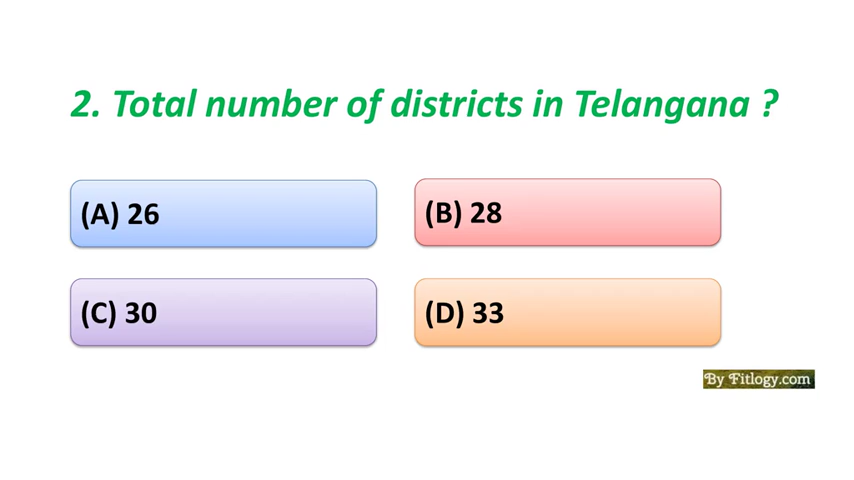 2. Total number of districts in Telangana ?
(A) 26
(B) 28
(C) 30
(D) 33
By Fitlogy.com